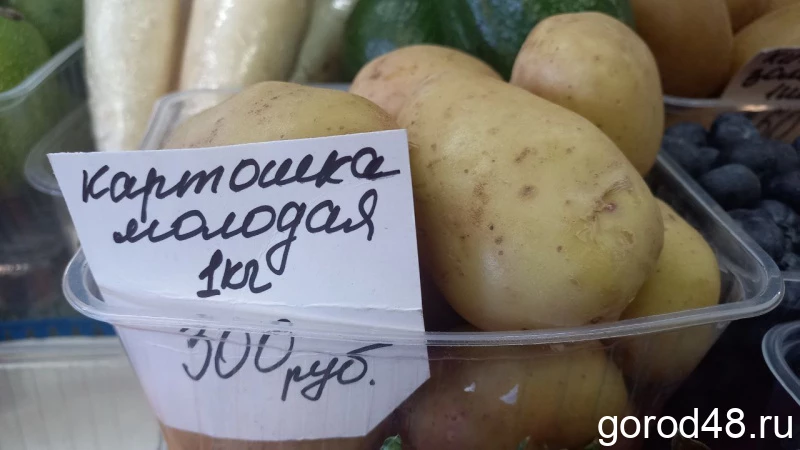 картошка
молодая
1кг
300 руб.
gorod48.ru